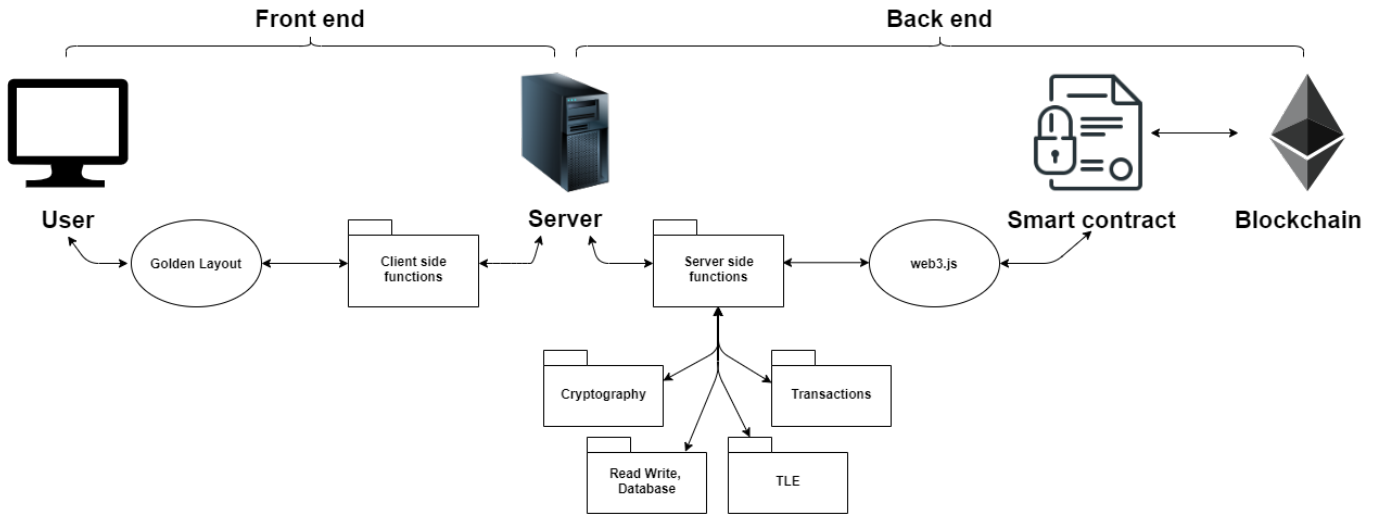 Front end
Back end
User
Server
Smart contract
Blockchain
Golden Layout
Client side
functions
Server side
functions
web3.js
Cryptography
Transactions
Read Write,
Database
TLE